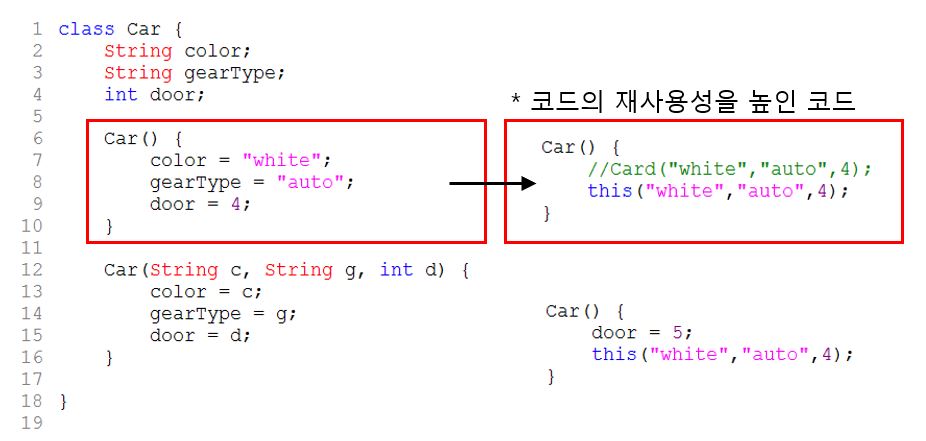 1 class Car {
2     String color;
3     String gearType;
4     int door;
5
6     Car() {
7         color = "white";
8         gearType = "auto";
9         door = 4;
10     }
11
12     Car(String c, String g, int d) {
13         color = c;
14         gearType = g;
15         door = d;
16     }
17
18 }
19
* 코드의 재사용성을 높인 코드
Car() {
    //Card("white","auto",4);
    this("white","auto",4);
}
Car() {
    door = 5;
    this("white","auto",4);
}